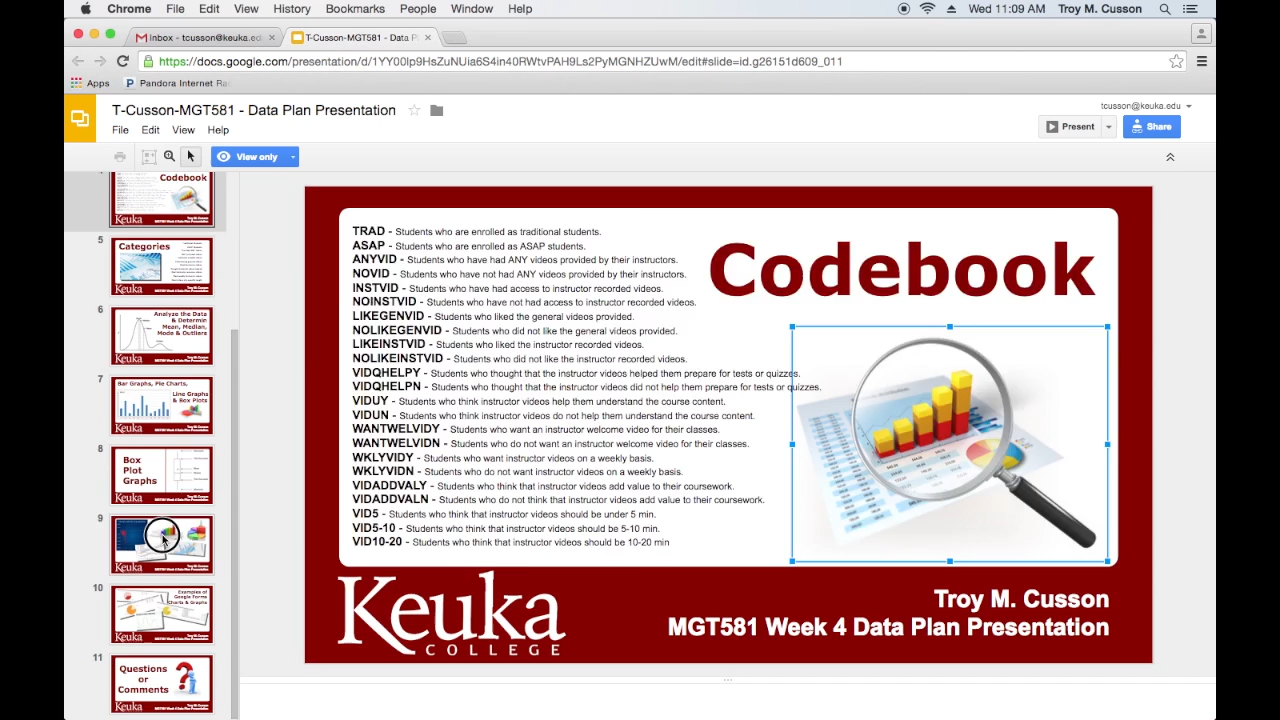 Chrome File Edit View History Bookmarks People Window Help Wed 11:09 AM Troy M. Cusson
Inbox - tcusson@keuka.ed
T-Cusson-MGT581 - Data P
Apps Pandora Internet Ra
T-Cusson-MGT581 - Data Plan Presentation
tcusson@keuka.edu
File Edit View Help
Present
Share
View only
Codebook
Keuka
5
Categories
Keuka
6
Analyze the Data
& Determin
Mean, Median,
Mode & Outliers
Keuka
7
Bar Graphs, Pie Charts,
Line Graphs
& Box Plots
Keuka
8
Box
Plot
Graphs
Keuka
9
Keuka
10
Examples of
Google Forms
Charts & Graphs
Keuka
11
Questions
or
Comments
Keuka
TRAD - Students who are enrolled as traditional students.
ASAP - Students who are enrolled as ASAP students.
ANYVID - Students who have had ANY videos provided by their instructors.
NOVID - Students who have not had ANY videos provided by their instructors.
INSTVID - Students who have had access to instructor recorded videos.
NOINSTVID - Students who have not had access to instructor recorded videos.
LIKEGENVID - Students who liked the general videos provided.
NOLIKEGENVID - Students who did not like the general videos provided.
LIKEINSTVID - Students who liked the instructor recorded videos.
NOLIKEINSTVID - Students who did not like the instructor recorded videos.
VIDQHELPY - Students who thought that the instructor videos helped them prepare for tests or quizzes.
VIDQHELPN - Students who thought that the instructor videos did not help them prepare for tests or quizzes.
VIDUY - Students who think instructor videos help them understand the course content.
VIDUN - Students who think instructor videos do not help them understand the course content.
WANTWELVIDY - Students who want an instructor welcome video for their classes.
WANTWELVIDN - Students who do not want an instructor welcome video for their classes.
WKLYVIDY - Students who want instructor videos on a weekly basis.
WKLYVIDN - Students who do not want instructor videos on a weekly basis.
VIDADDVALY - Students who think that instructor videos add value to their coursework.
VIDADDVALN - Students who do not think that instructor videos add value to their coursework.
VID5 - Students who think that instructor videos should be under 5 min.
VID5-10 - Students who think that instructor videos should be 5-10 min.
VID10-20 - Students who think that instructor videos should be 10-20 min
Codebook
Keuka
COLLEGE
Troy M. Cusson
MGT581 Week 4 Data Plan Presentation